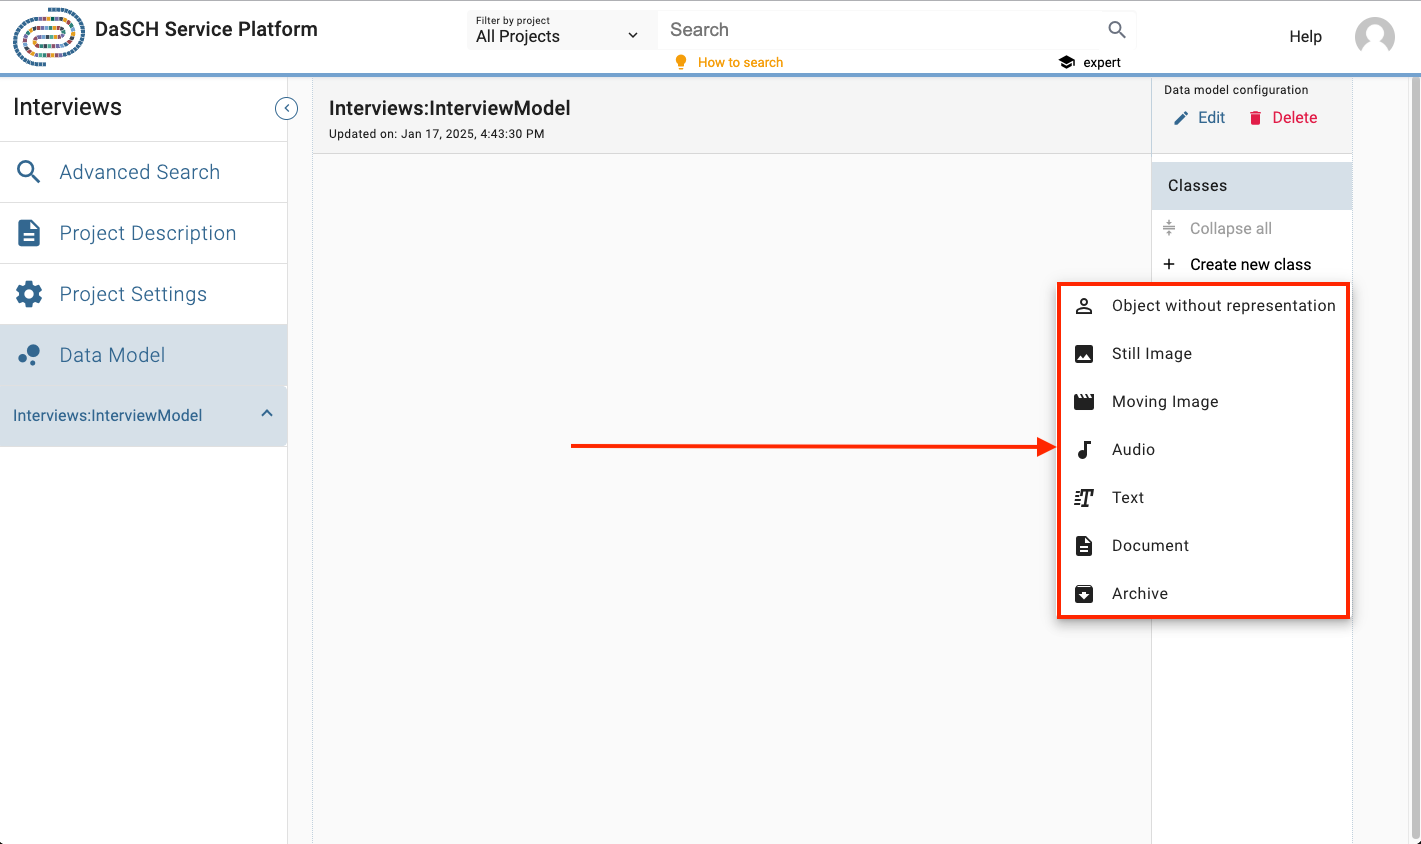 DaSCH Service Platform
Filter by project
All Projects
Search
How to search
expert
Help
Interviews
Advanced Search
Project Description
Project Settings
Data Model
Interviews:InterviewModel
Interviews:InterviewModel
Updated on: Jan 17, 2025, 4:43:30 PM
Data model configuration
Edit
Delete
Classes
Collapse all
Create new class
Object without representation
Still Image
Moving Image
Audio
Text
Document
Archive